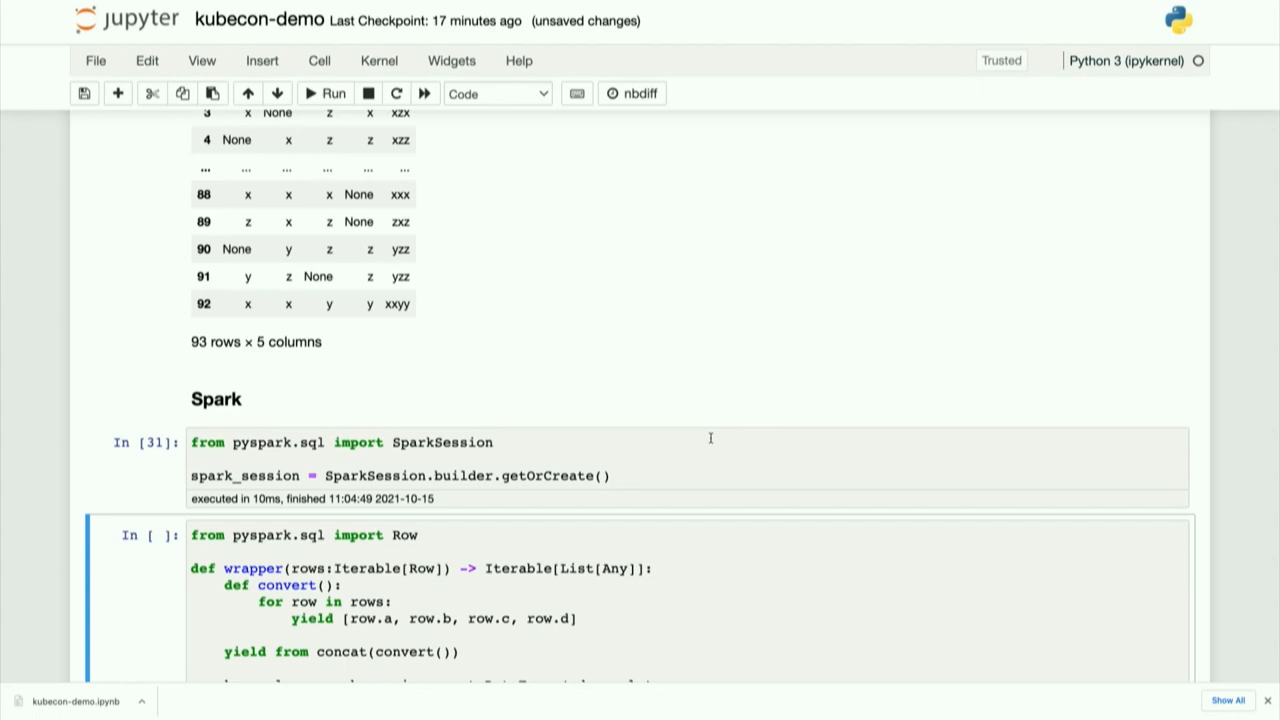 jupyter kubecon-demo Last Checkpoint: 17 minutes ago (unsaved changes)
File Edit View Insert Cell Kernel Widgets Help Trusted Python 3 (ipykernel)
Run Code nbdiff
3 x None z x xzx
4 None x z z xzz
... ... ... ... ... ...
88 x x x None xxx
89 z x z None zxz
90 None y z z yzz
91 y z None z yzz
92 x x y y xxyy
93 rows × 5 columns
Spark
In [31]: from pyspark.sql import SparkSession
spark_session = SparkSession.builder.getOrCreate()
executed in 10ms, finished 11:04:49 2021-10-15
In [ ]: from pyspark.sql import Row
def wrapper(rows:Iterable[Row]) -> Iterable[List[Any]]:
def convert():
for row in rows:
yield [row.a, row.b, row.c, row.d]
yield from concat(convert())
kubecon-demo.ipynb Show All